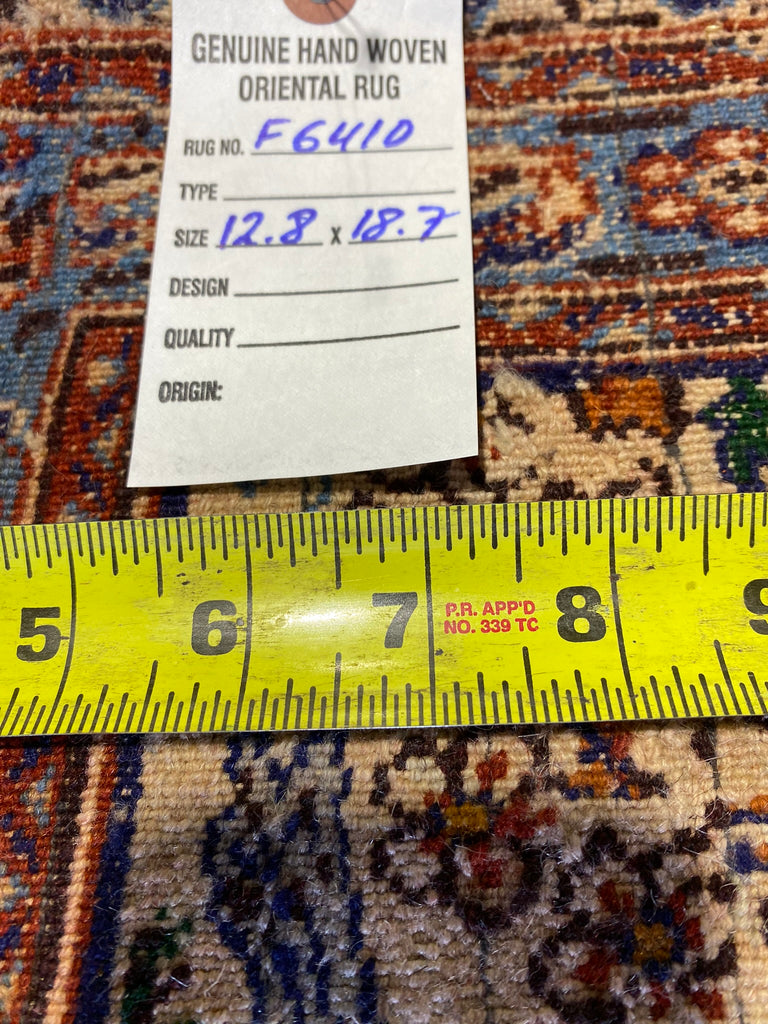 GENUINE HAND WOVEN
ORIENTAL RUG
RUG NO. F6410
TYPE
SIZE 12.8 X 18.7
DESIGN
QUALITY
ORIGIN:
5 6 7 8 9
P.R. APP'D
NO. 339 TC